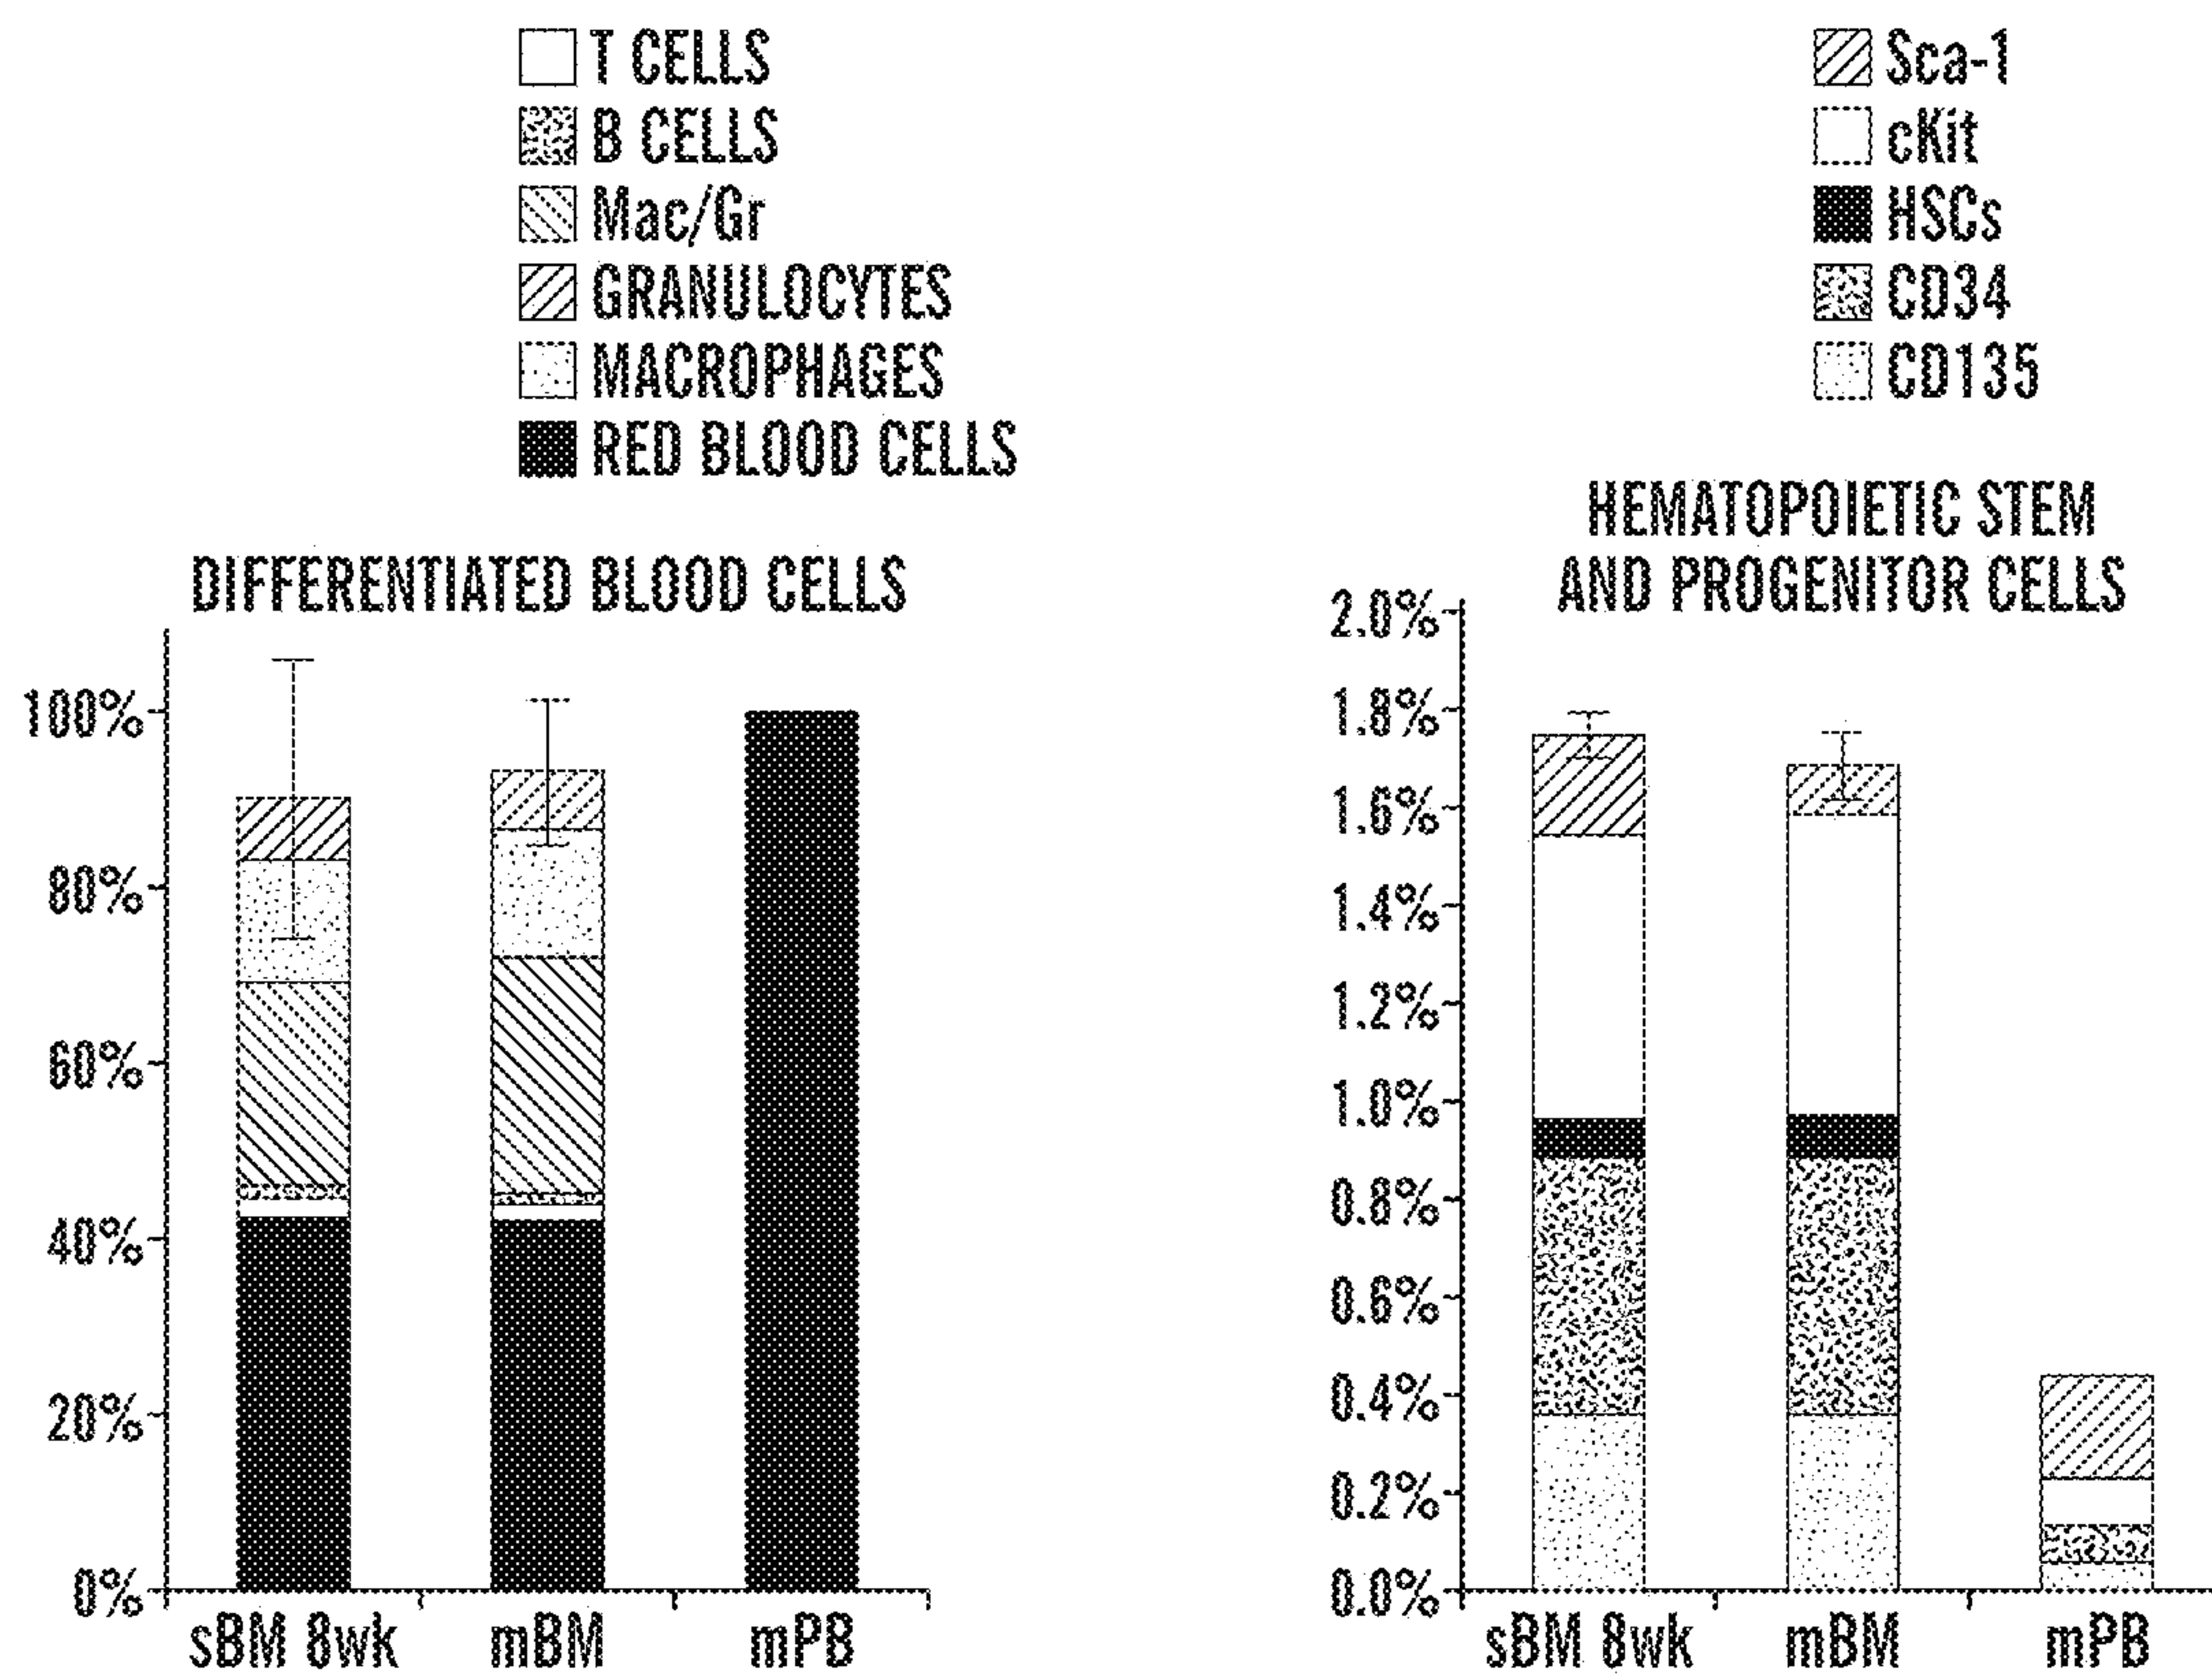 T CELLS
B CELLS
Mac/Gr
GRANULOCYTES
MACROPHAGES
RED BLOOD CELLS
DIFFERENTIATED BLOOD CELLS
100%
80%
60%
40%
20%
0%
sBM 8wk
mBM
mPB
Sca-1
cKit
HSCs
CD34
CD135
HEMATOPOIETIC STEM
AND PROGENITOR CELLS
2.0%
1.8%
1.6%
1.4%
1.2%
1.0%
0.8%
0.6%
0.4%
0.2%
0.0%
sBM 8wk
mBM
mPB